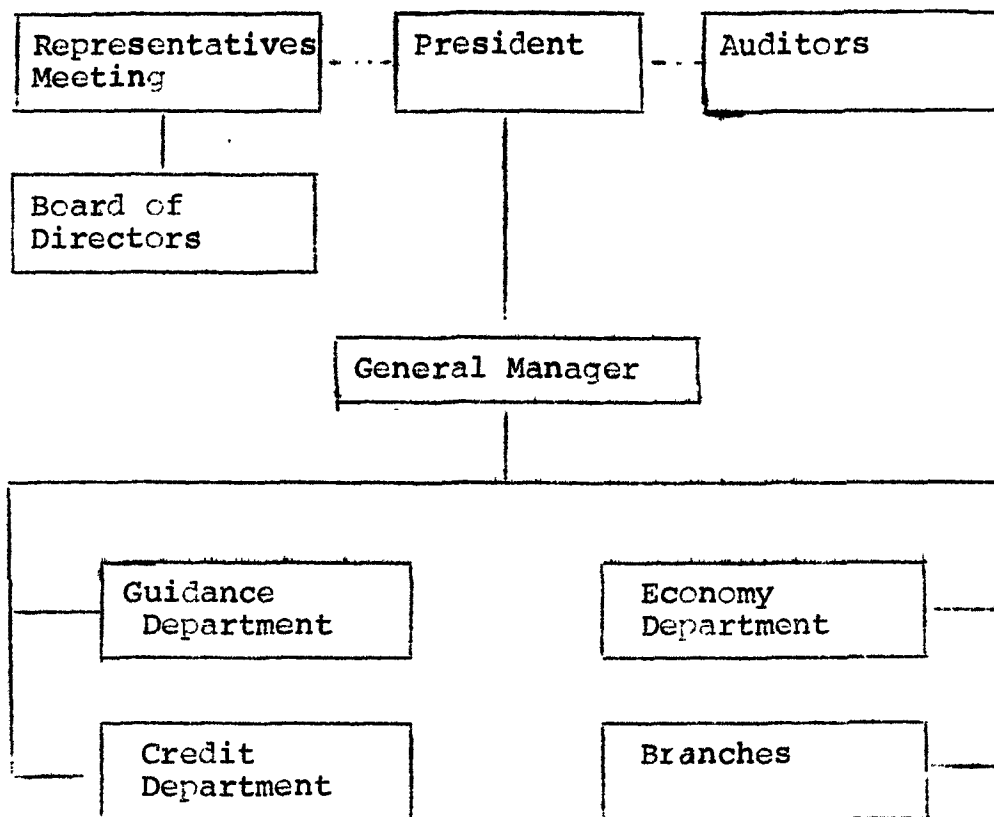 Representatives
Meeting
President
Auditors
Board of
Directors
General Manager
Guidance
Department
Economy
Department
Credit
Department
Branches